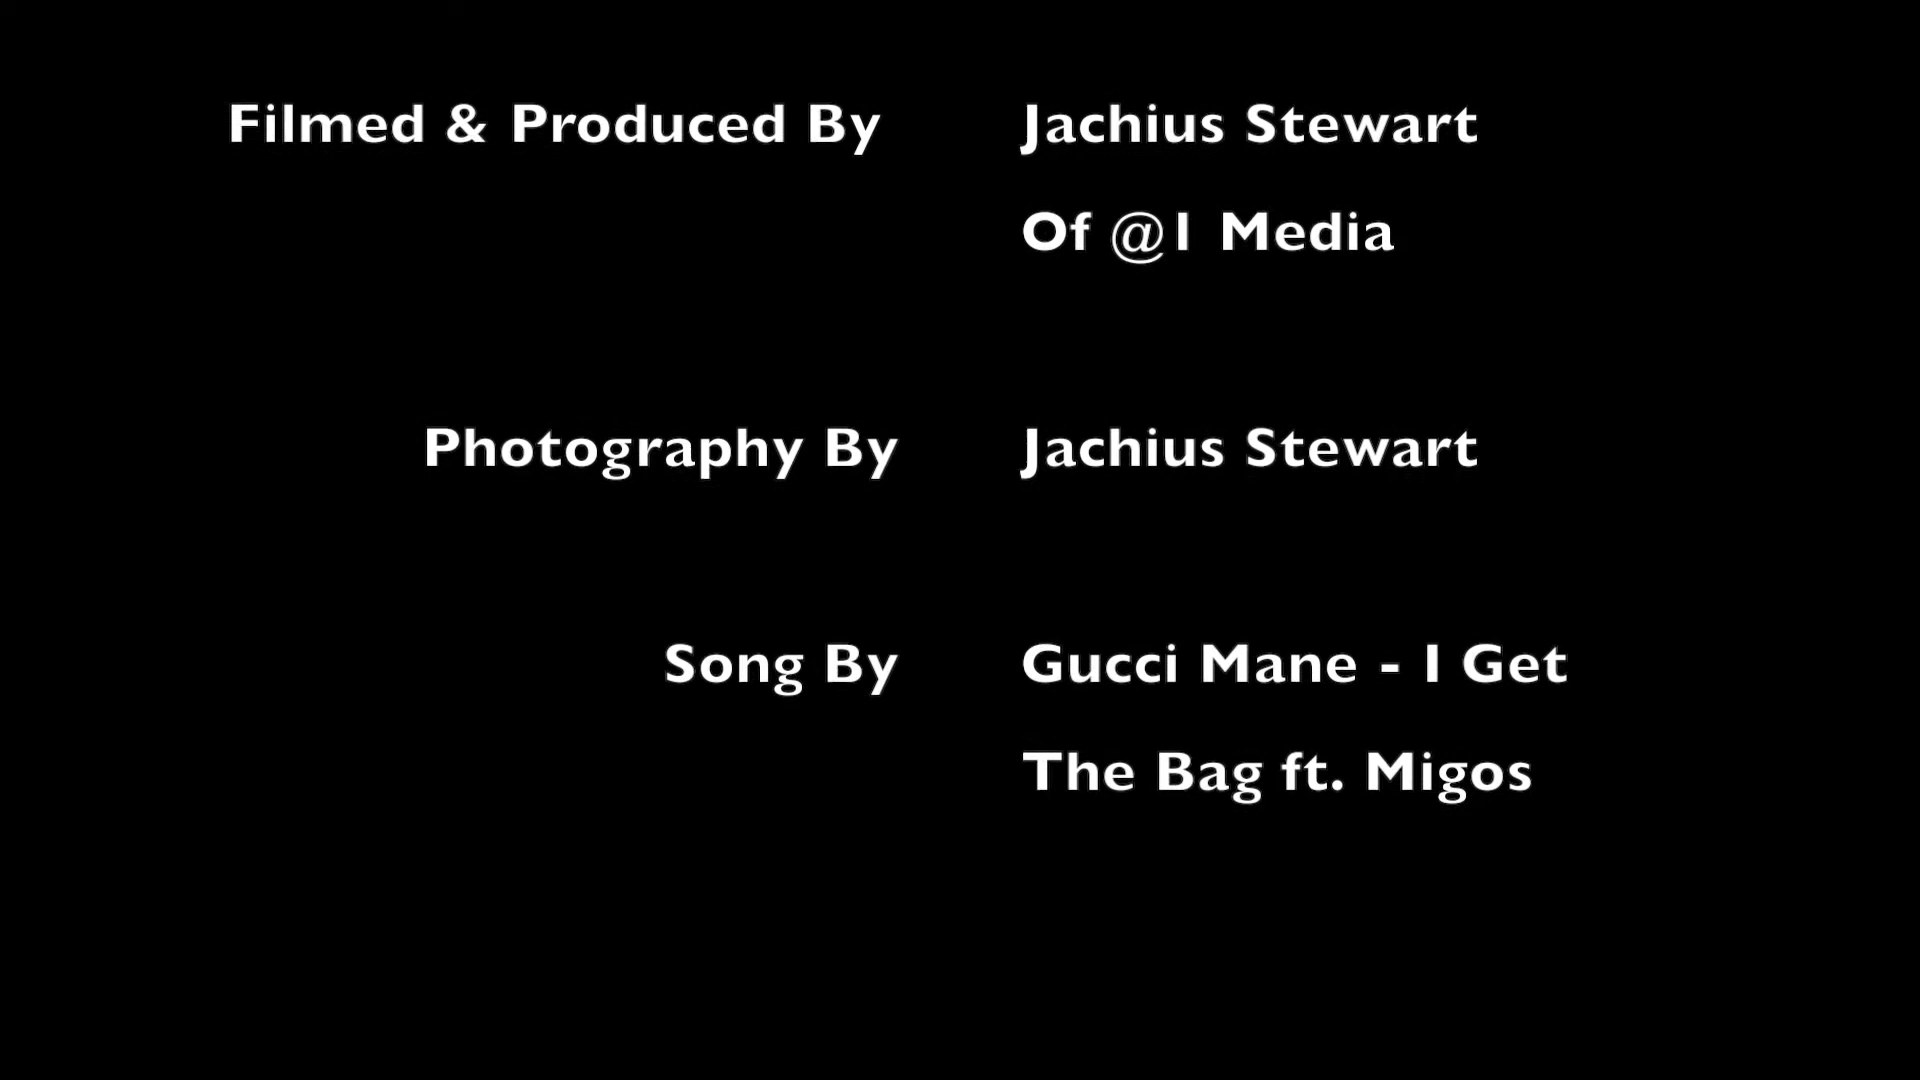 Filmed & Produced By Jachius Stewart
Of @1 Media
Photography By Jachius Stewart
Song By Gucci Mane - I Get
The Bag ft. Migos